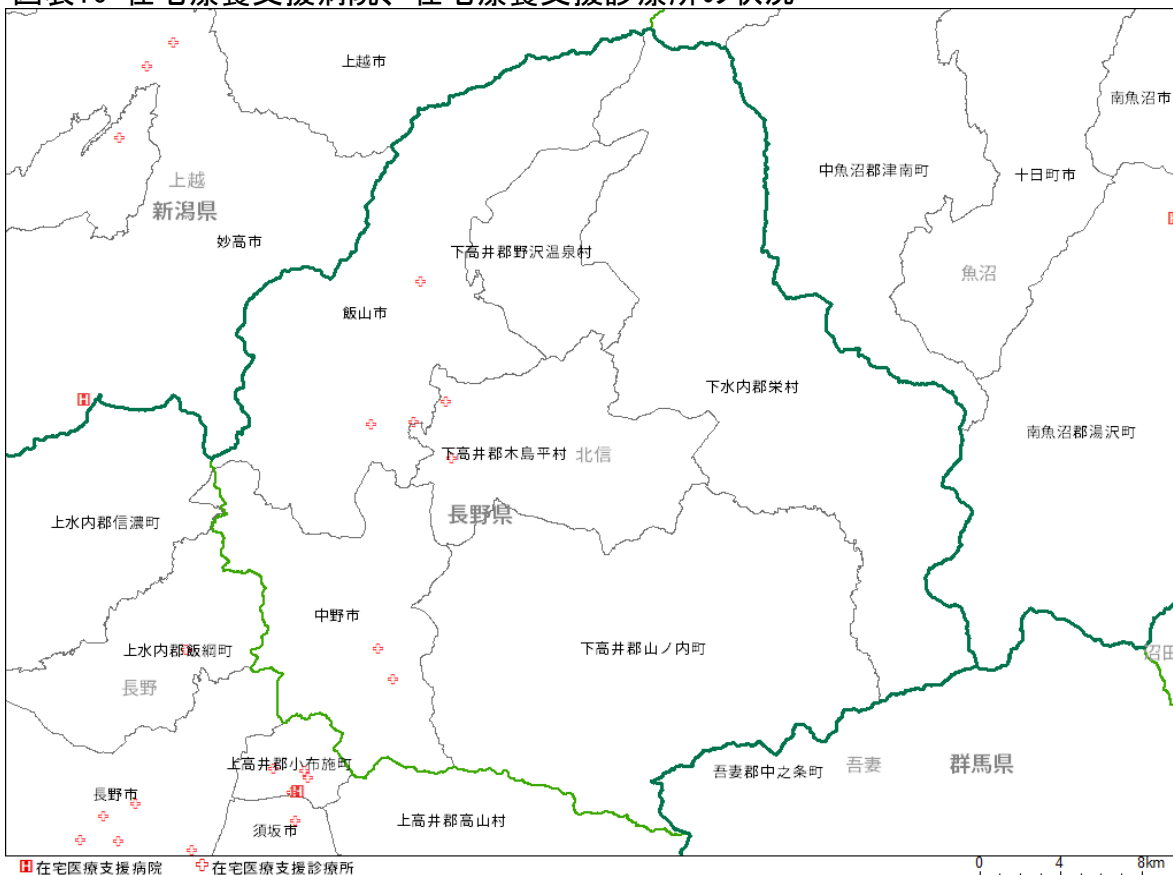 上越市
南魚沼市
中魚沼郡津南町
十日町市
上越
新潟県
妙高市
下高井郡野沢温泉村
魚沼
飯山市
下水内郡栄村
南魚沼郡湯沢町
下高井郡木島平村
北信
長野県
上水内郡信濃町
中野市
上水内郡飯綱町
下高井郡山ノ内町
沼田
長野
上高井郡小布施町
吾妻郡中之条町
吾妻
群馬県
長野市
須坂市
上高井郡高山村
H在宅医療支援病院 在宅医療支援診療所
0 4 8km